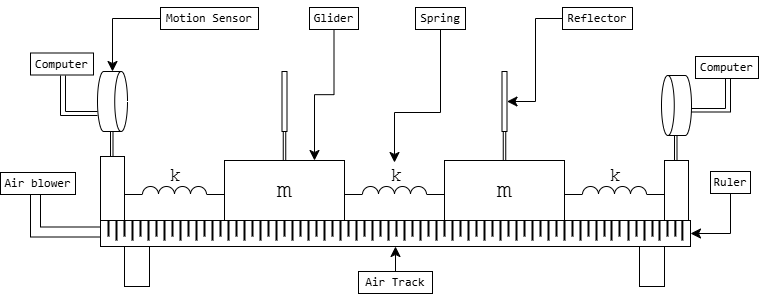 Motion Sensor
Glider
Spring
Reflector
Computer
Computer
k
k
k
Air blower
m
m
Ruler
Air Track